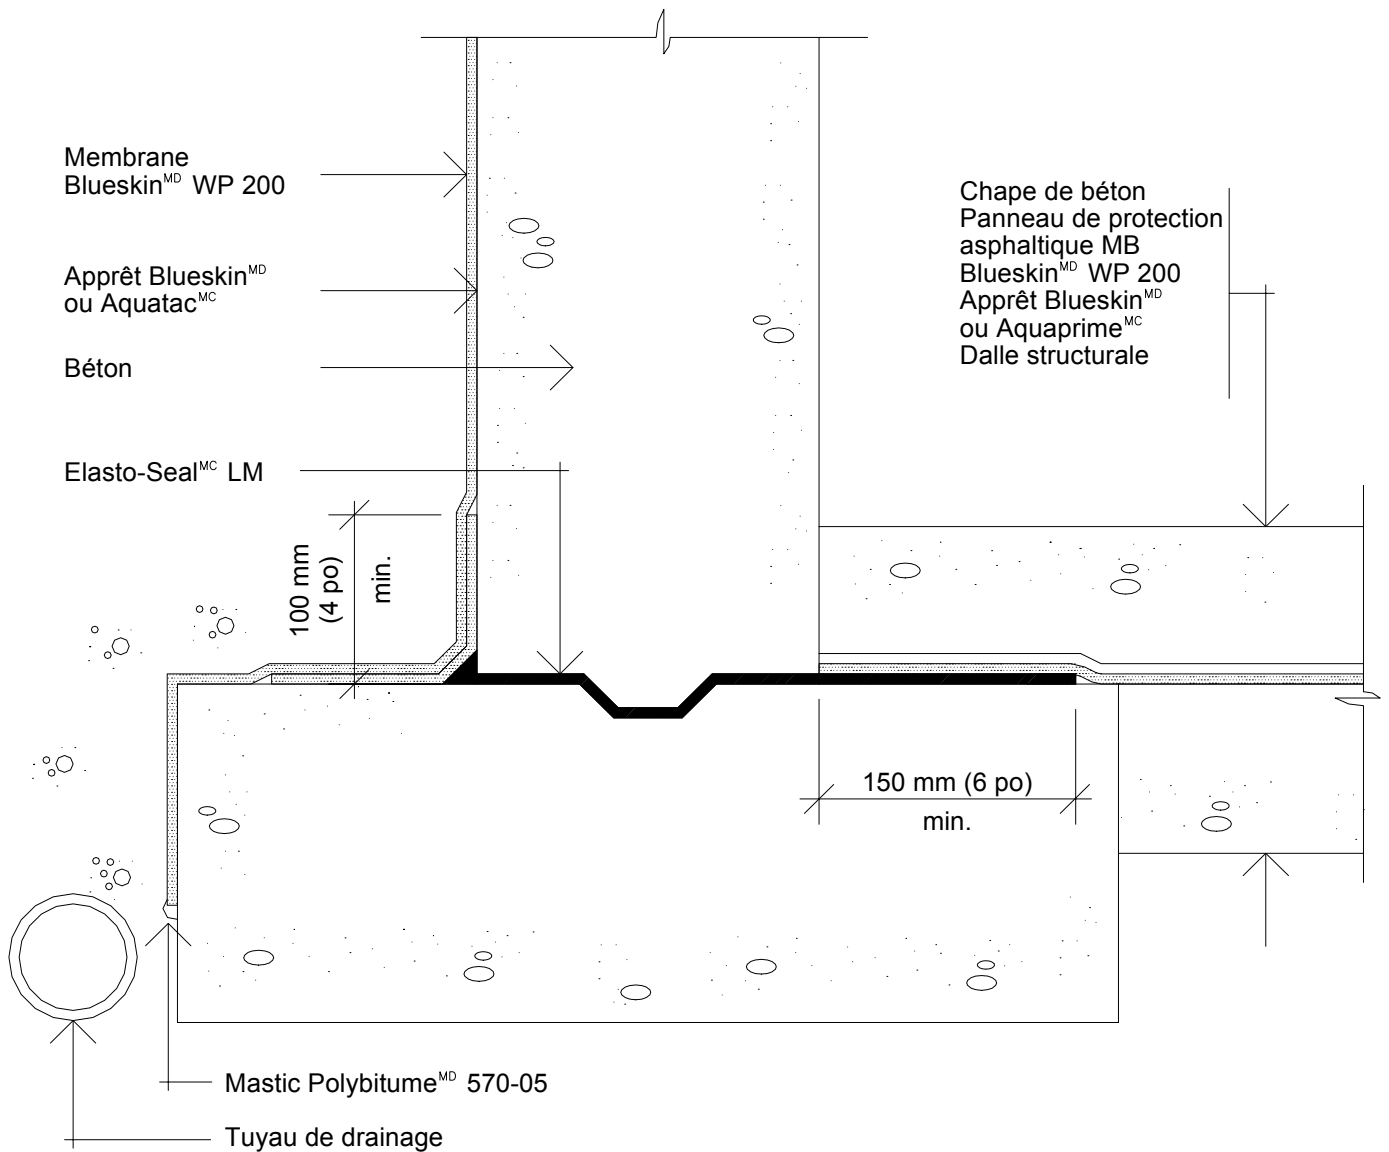 Membrane
Blueskin^MD WP 200
Apprêt Blueskin^MD
ou Aquatac^MC
Béton
Elasto-Seal^MC LM
100 mm
(4 po)
min.
Chape de béton
Panneau de protection
asphaltique MB
Blueskin^MD WP 200
Apprêt Blueskin^MD
ou Aquaprime^MC
Dalle structurale
150 mm (6 po)
min.
Mastic Polybitume^MD 570-05
Tuyau de drainage